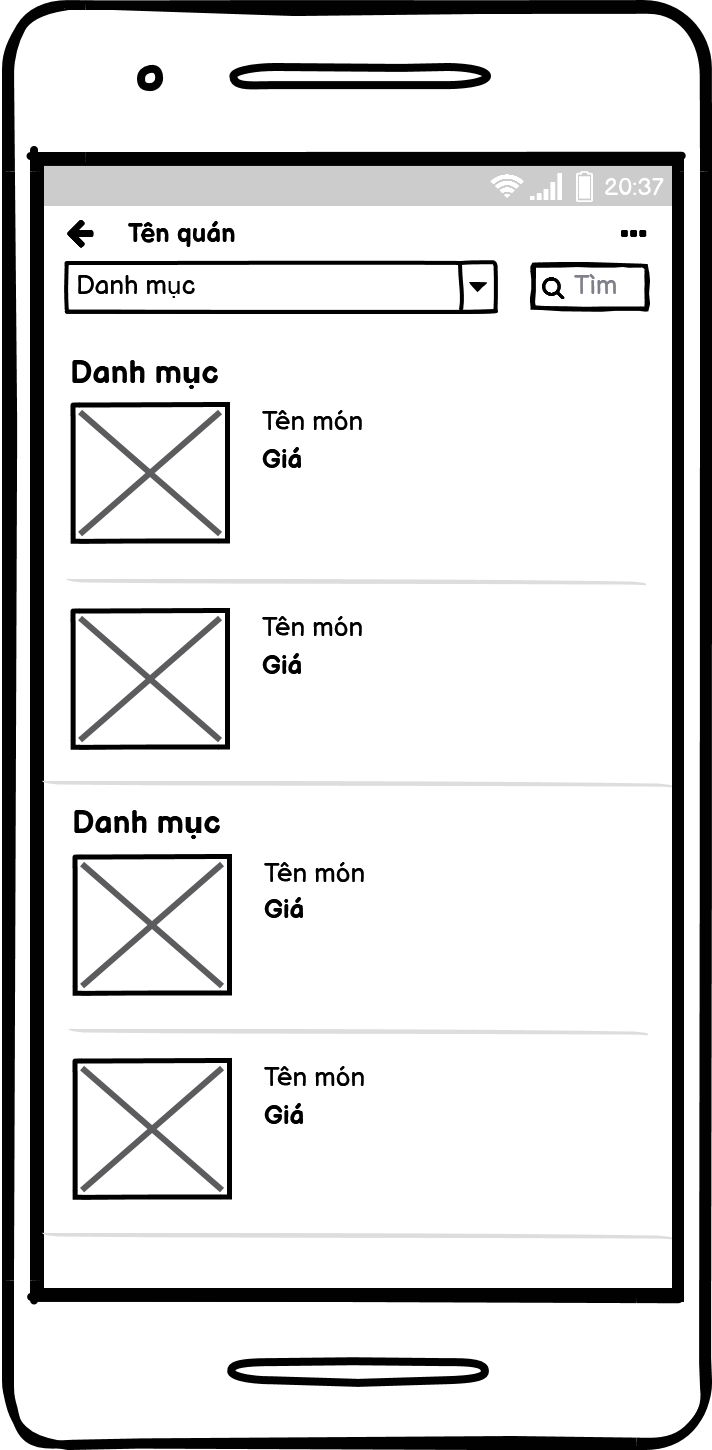 20:37
Tên quán
Danh mục
Tìm
Danh mục
Tên món
Giá
Tên món
Giá
Danh mục
Tên món
Giá
Tên món
Giá